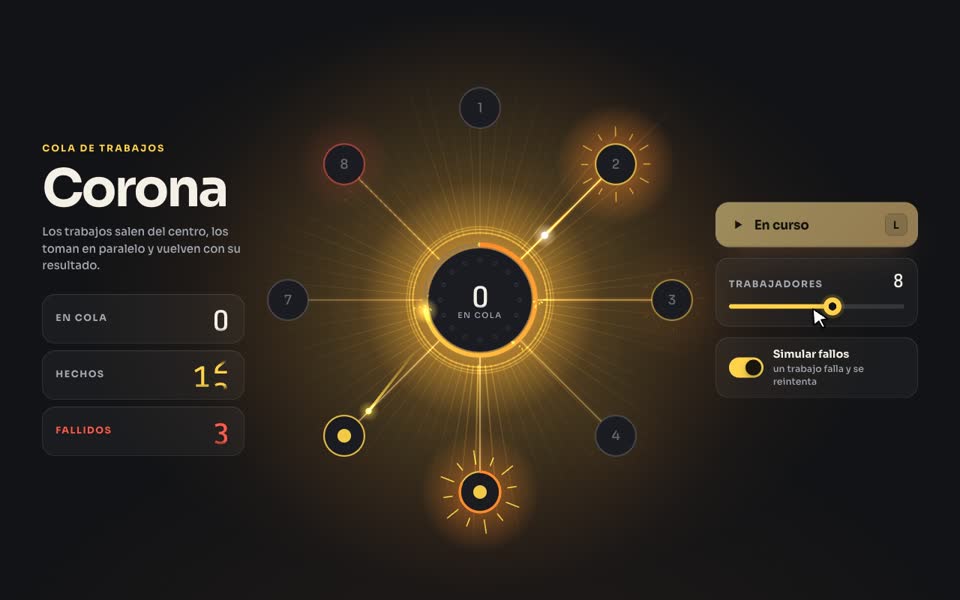 COLA DE TRABAJOS
Corona
Los trabajos salen del centro, los
toman en paralelo y vuelven con su
resultado.
EN COLA 0
HECHOS
FALLIDOS 3
1
2
3
4
7
8
0
EN COLA
En curso L
TRABAJADORES 8
Simular fallos
un trabajo falla y se
reintenta